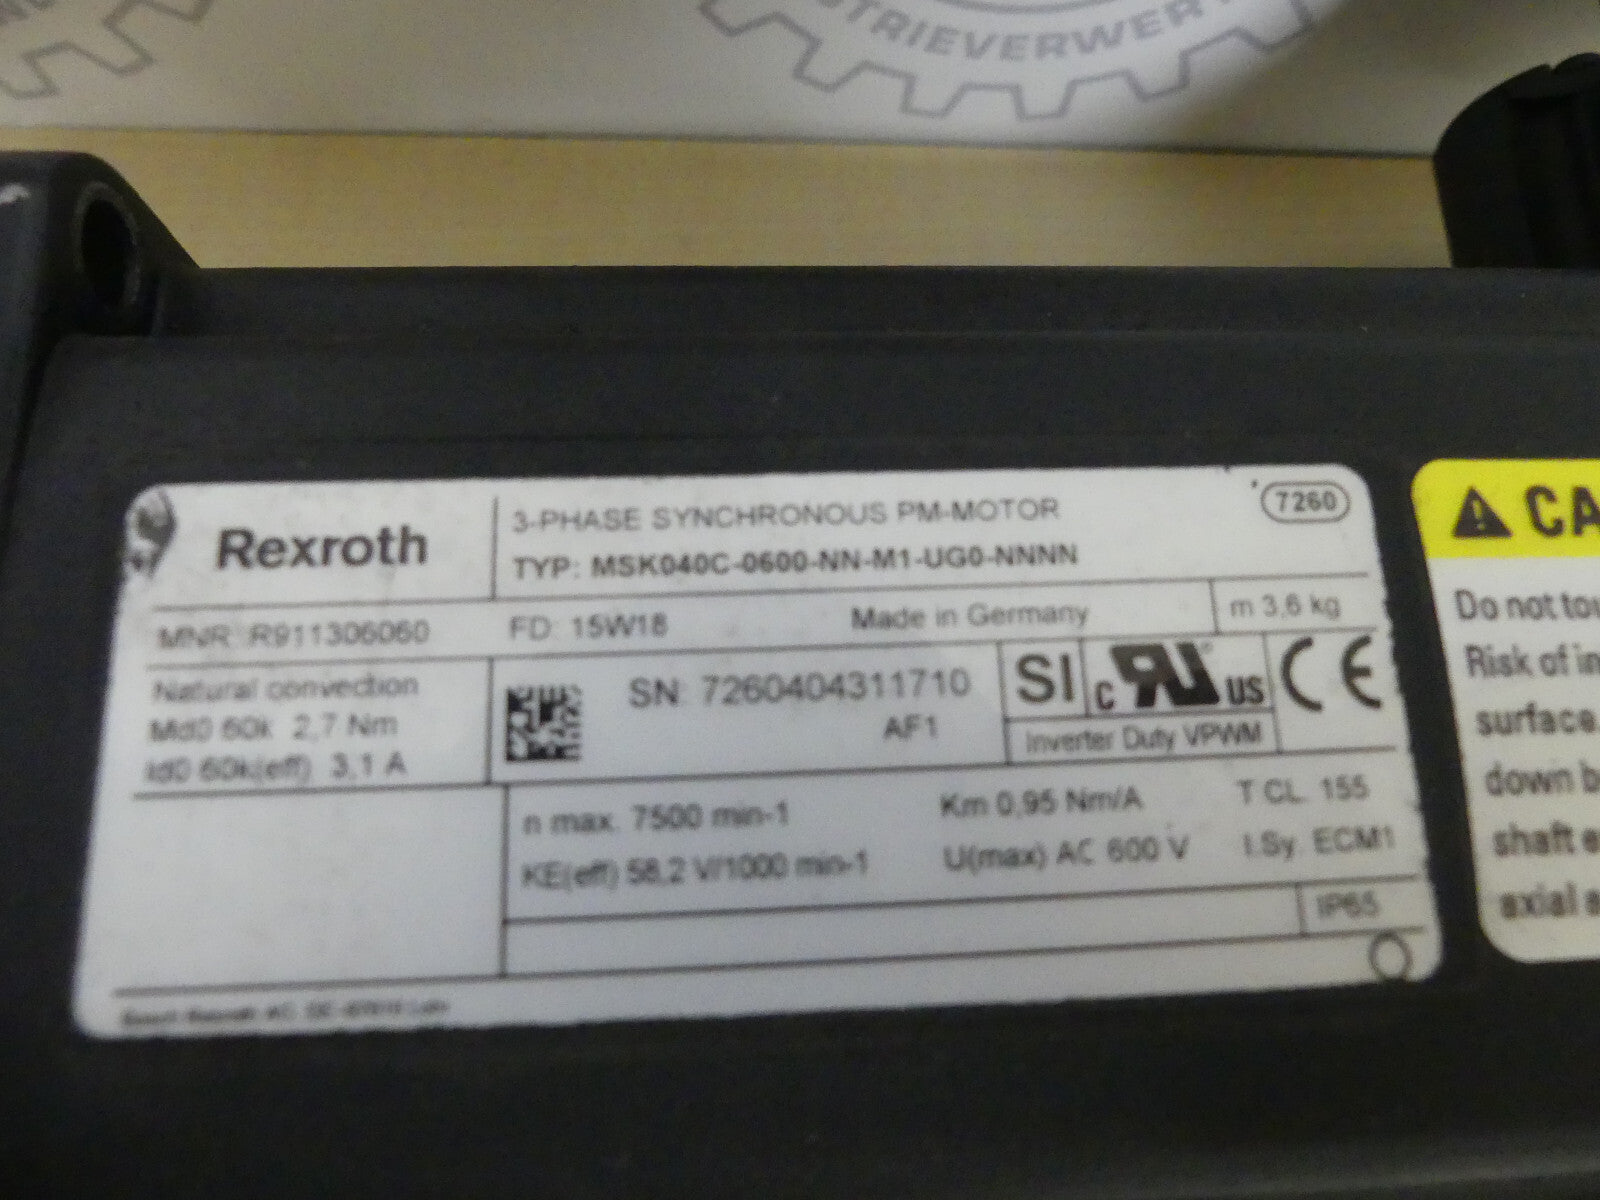 TRIEVERWERT
Rexroth
3-PHASE SYNCHRONOUS PM-MOTOR
7260
TYP: MSK040C-0600-NN-M1-UG0-NNNN
MNR: R911306060 FD: 15W18 Made in Germany m 3,6 kg
Natural convection
Md0 60k 2,7 Nm
Id0 60k(eff) 3,1 A
SN: 7260404311710
AF1
SI c RU US CE
Inverter Duty VPWM
n max. 7500 min-1 Km 0,95 Nm/A T CL. 155
KE(eff) 58,2 V/1000 min-1 U(max) AC 600 V I.Sy. ECM1
IP65
CA
Do not tou
Risk of in
surface.
down b
shaft e
axial a